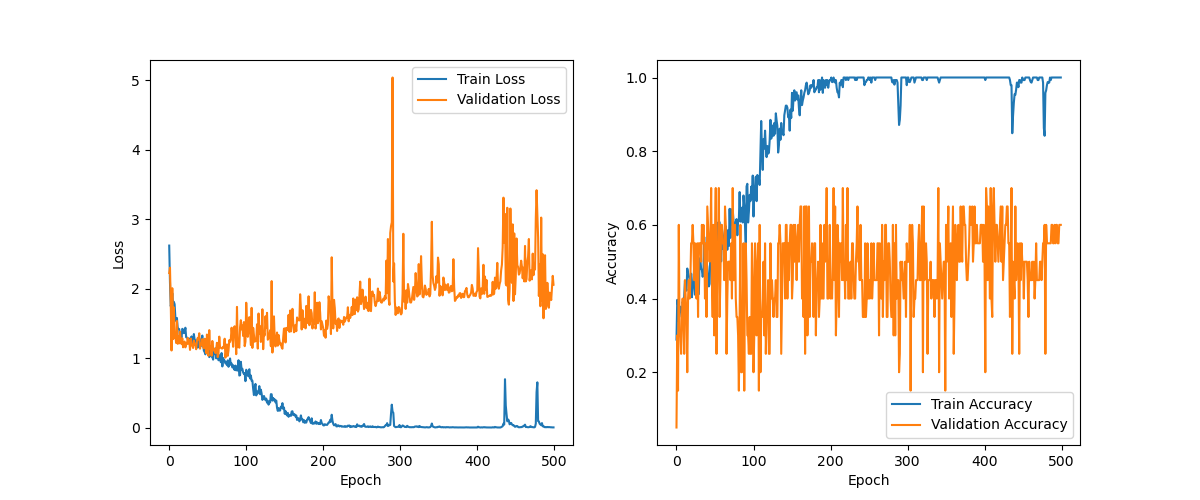 Train Loss
Validation Loss
5
4
3
2
1
0
Loss
0 100 200 300 400 500
Epoch
1.0
0.8
0.6
0.4
0.2
Accuracy
Train Accuracy
Validation Accuracy
0 100 200 300 400 500
Epoch